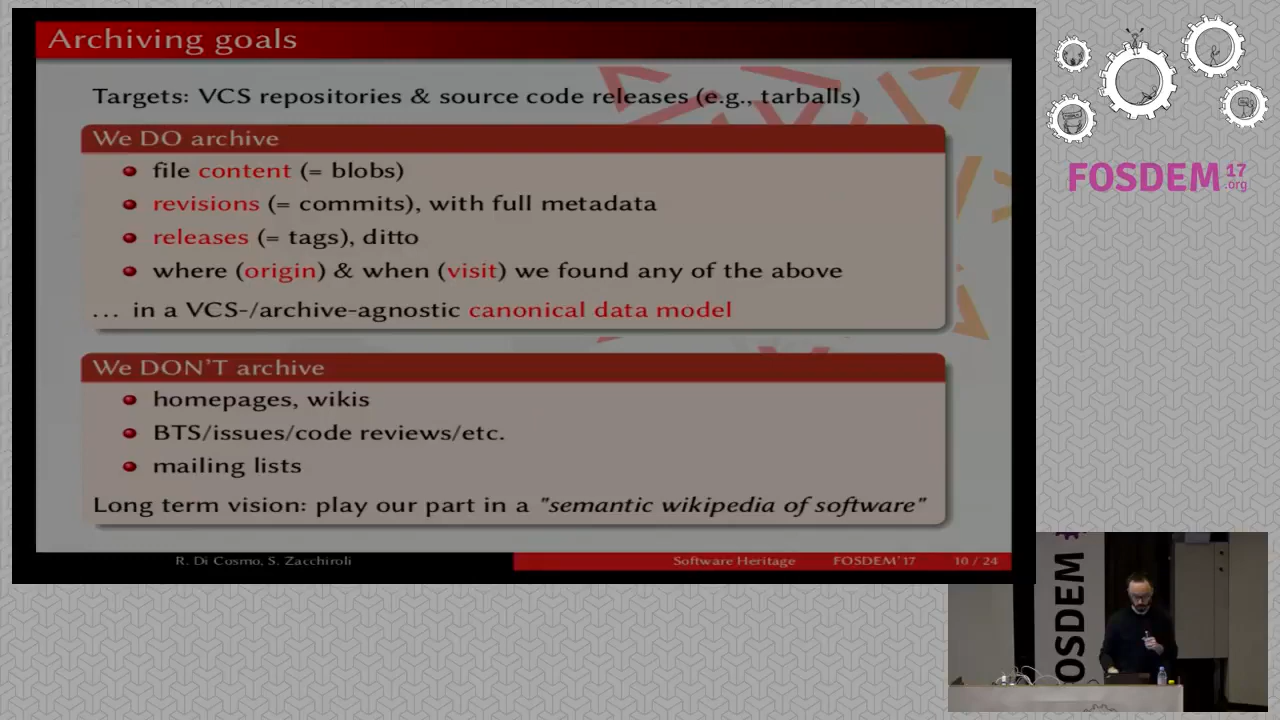 Archiving goals
Targets: VCS repositories & source code releases (e.g., tarballs)
We DO archive
file content (= blobs)
revisions (= commits), with full metadata
releases (= tags), ditto
where (origin) & when (visit) we found any of the above
... in a VCS-/archive-agnostic canonical data model
We DON'T archive
homepages, wikis
BTS/issues/code reviews/etc.
mailing lists
Long term vision: play our part in a "semantic wikipedia of software"
R. Di Cosmo, S. Zacchiroli
Software Heritage
FOSDEM'17
10 / 24
FOSDEM 17
.org
OSDEM